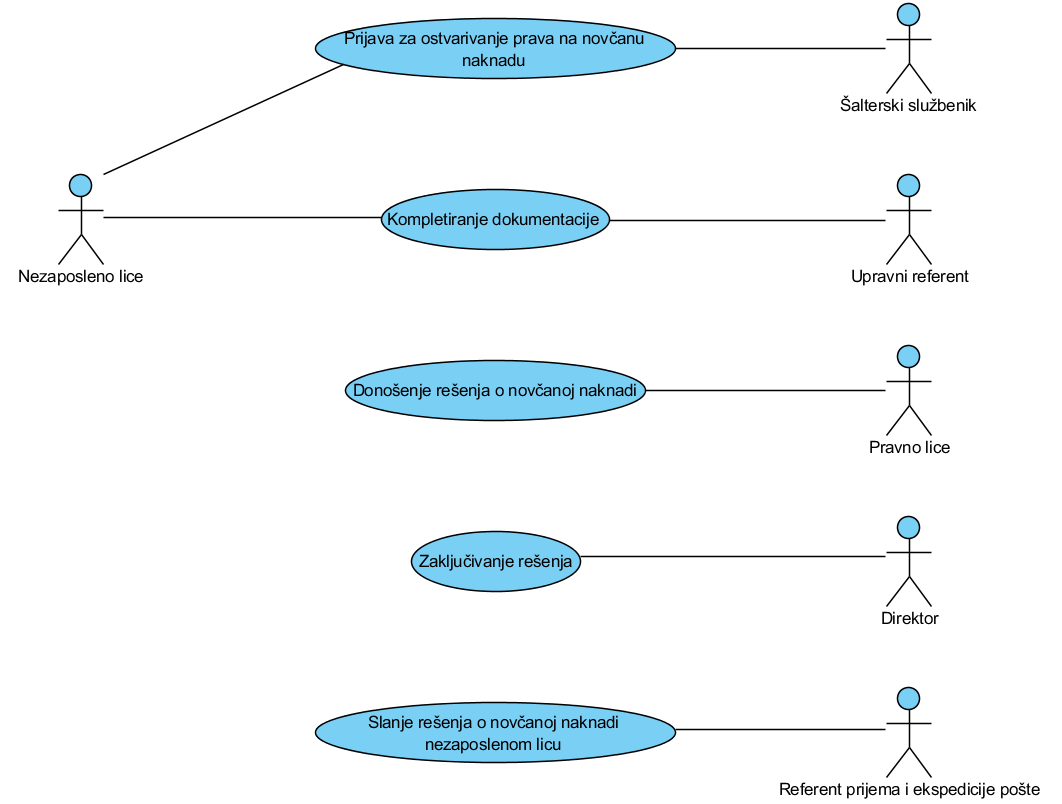 Prijava za ostvarivanje prava na novčanu
naknadu
Šalterski službenik
Nezaposleno lice
Kompletiranje dokumentacije
Upravni referent
Donošenje rešenja o novčanoj naknadi
Pravno lice
Zaključivanje rešenja
Direktor
Slanje rešenja o novčanoj naknadi
nezaposlenom licu
Referent prijema i ekspedicije pošte